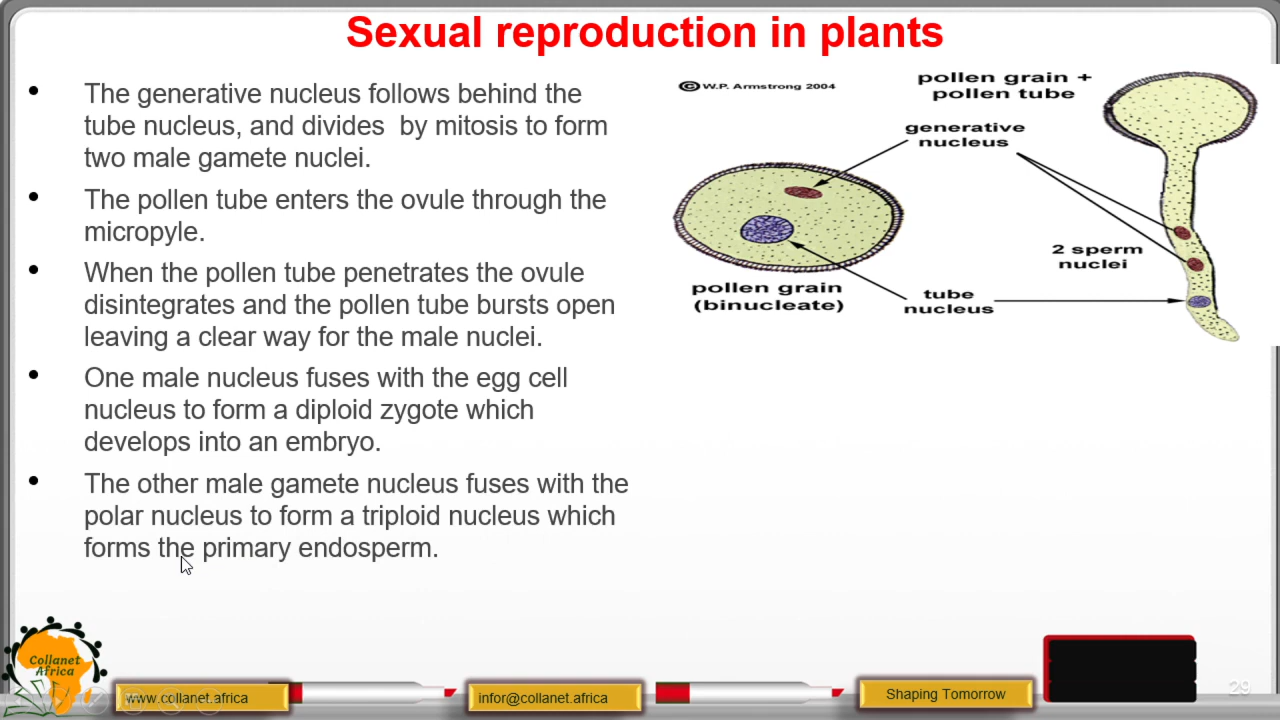 Sexual reproduction in plants
• The generative nucleus follows behind the
tube nucleus, and divides by mitosis to form
two male gamete nuclei.
• The pollen tube enters the ovule through the
micropyle.
• When the pollen tube penetrates the ovule
disintegrates and the pollen tube bursts open
leaving a clear way for the male nuclei.
• One male nucleus fuses with the egg cell
nucleus to form a diploid zygote which
develops into an embryo.
• The other male gamete nucleus fuses with the
polar nucleus to form a triploid nucleus which
forms the primary endosperm.
© W.P. Armstrong 2004
pollen grain +
pollen tube
generative
nucleus
2 sperm
nuclei
pollen grain
(binucleate)
tube
nucleus
Collanet
Africa
www.collanet.africa
infor@collanet.africa
Shaping Tomorrow
29